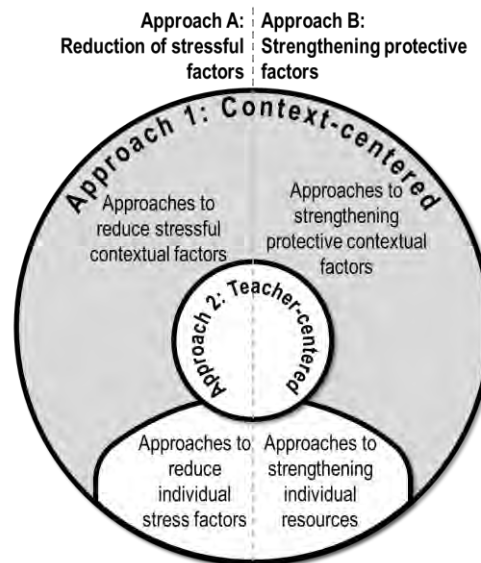 Approach A:
Reduction of stressful
factors
Approach B:
Strengthening protective
factors
Approach 1: Context-centered
Approaches to
reduce stressful
contextual factors
Approaches to
strengthening
protective contextual
factors
Approach 2: Teacher-centered
Approaches to
reduce
individual
stress factors
Approaches to
strengthening
individual
resources